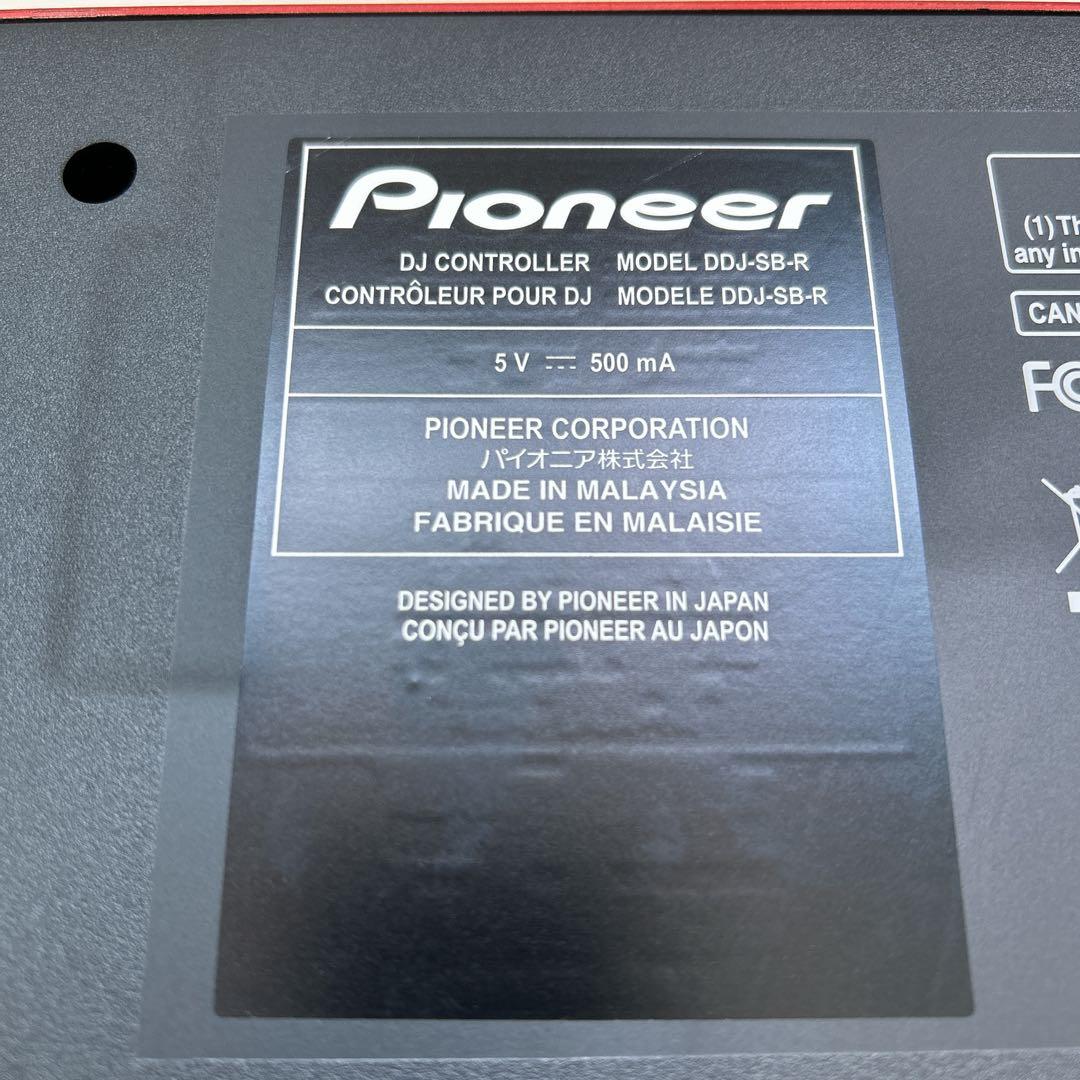 Pioneer
DJ CONTROLLER MODEL DDJ-SB-R
CONTRÔLEUR POUR DJ MODELE DDJ-SB-R
5 V 500 mA
PIONEER CORPORATION
パイオニア株式会社
MADE IN MALAYSIA
FABRIQUE EN MALAISIE
DESIGNED BY PIONEER IN JAPAN
CONÇU PAR PIONEER AU JAPON
(1) Th
any in
CAN
FC